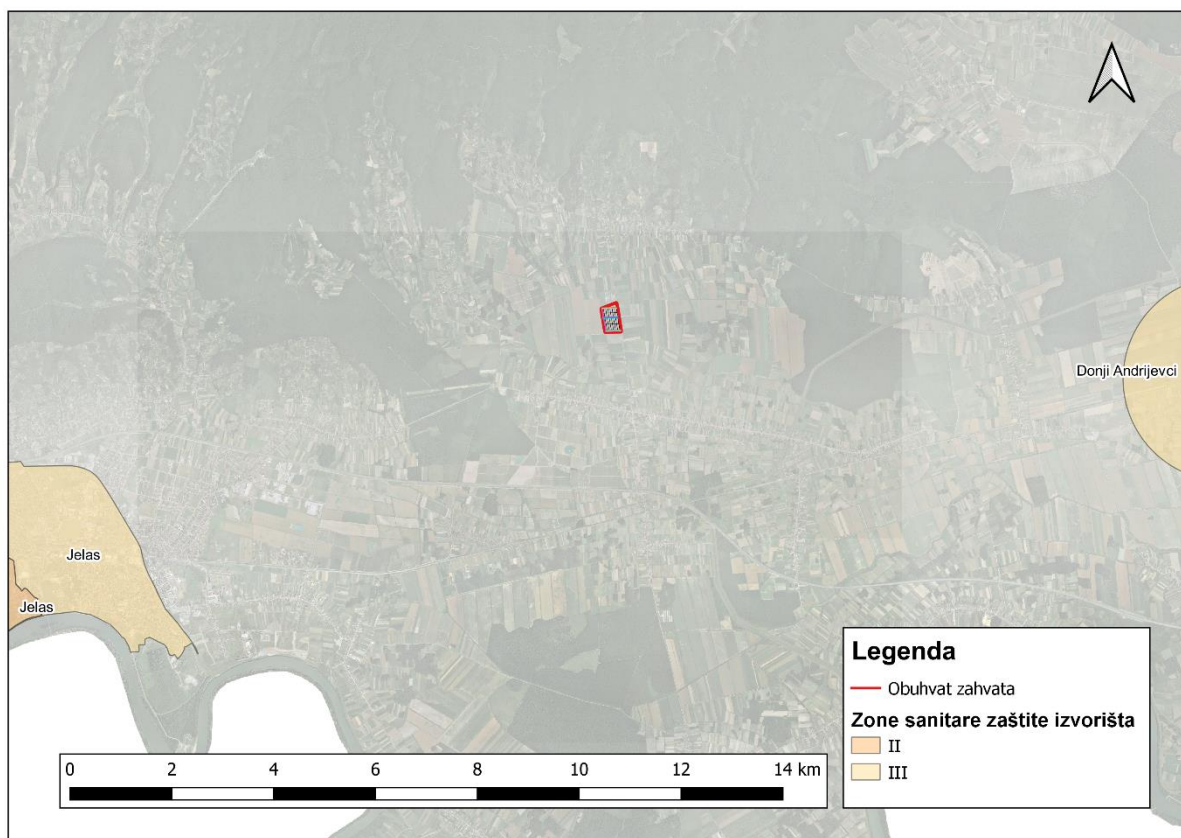 Donji Andrijevci
Jelas
Jelas
Legenda
Obuhvat zahvata
Zone sanitare zaštite izvorišta
II
III
0 2 4 6 8 10 12 14 km